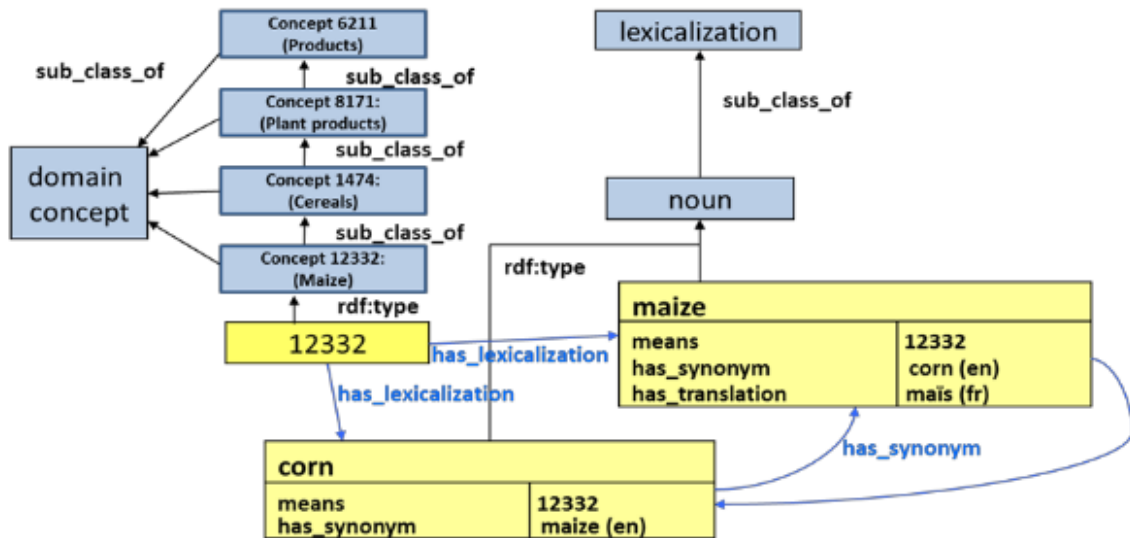 Concept 6211
(Products)
lexicalization
sub_class_of
sub_class_of
Concept 8171:
(Plant products)
sub_class_of
sub_class_of
domain
concept
Concept 1474:
(Cereals)
noun
sub_class_of
Concept 12332:
(Maize)
rdf:type
rdf:type
maize
12332
has_lexicalization
means 12332
has_synonym corn (en)
has_translation maïs (fr)
has_lexicalization
has_synonym
corn
means 12332
has_synonym maize (en)